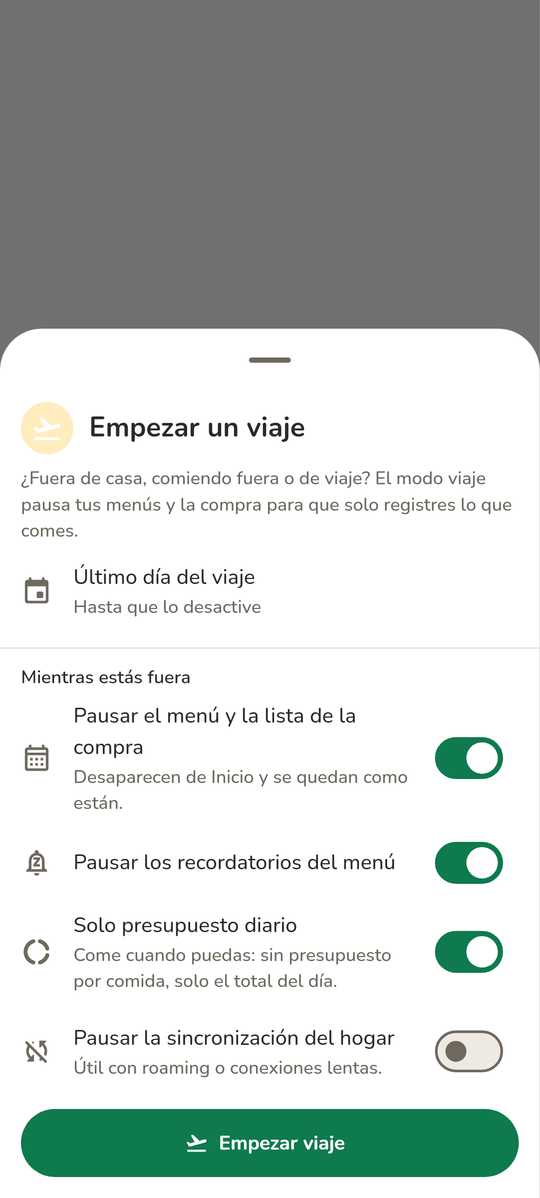 Empezar un viaje
¿Fuera de casa, comiendo fuera o de viaje? El modo viaje
pausa tus menús y la compra para que solo registres lo que
comes.
Último día del viaje
Hasta que lo desactive
Mientras estás fuera
Pausar el menú y la lista de la
compra
Desaparecen de Inicio y se quedan como
están.
Pausar los recordatorios del menú
Solo presupuesto diario
Come cuando puedas: sin presupuesto
por comida, solo el total del día.
Pausar la sincronización del hogar
Útil con roaming o conexiones lentas.
Empezar viaje